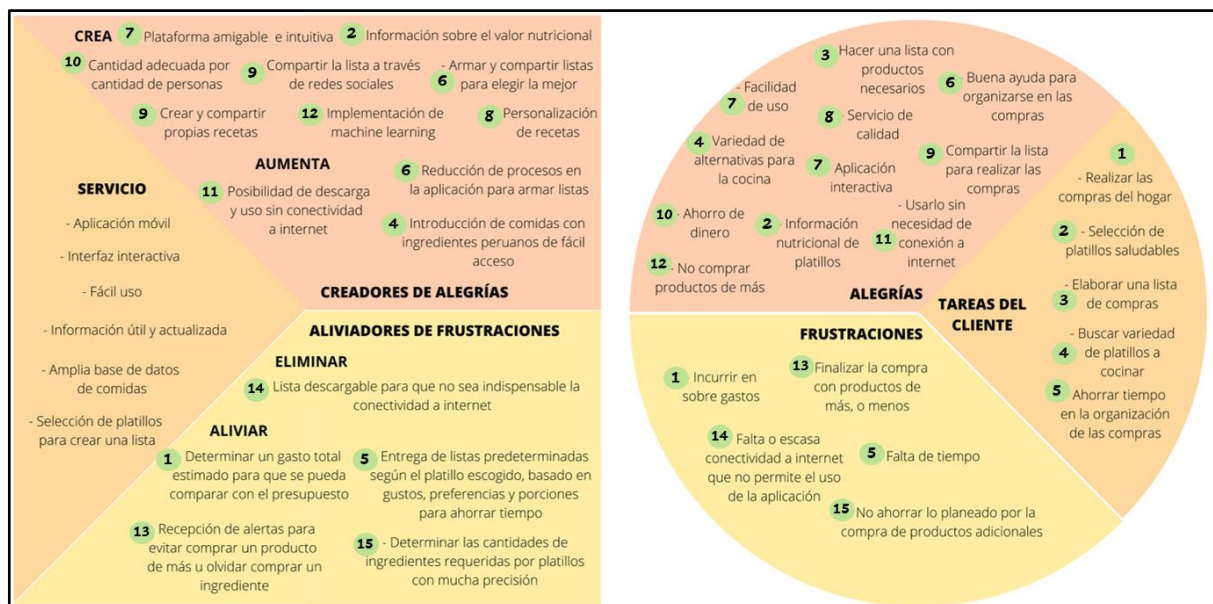 CREA 7 Plataforma amigable e intuitiva 2 Información sobre el valor nutricional
10 Cantidad adecuada por
cantidad de personas
9 Compartir la lista a través
de redes sociales
- Armar y compartir listas
6 para elegir la mejor
9 Crear y compartir
propias recetas
12 Implementación de
machine learning
8 Personalización
de recetas
AUMENTA
11 Posibilidad de descarga
y uso sin conectividad
a internet
6 Reducción de procesos en
la aplicación para armar listas
4 Introducción de comidas con
ingredientes peruanos de fácil
acceso
CREADORES DE ALEGRÍAS
SERVICIO
- Aplicación móvil
- Interfaz interactiva
- Fácil uso
- Información útil y actualizada
- Amplia base de datos
de comidas
- Selección de platillos
para crear una lista
ALIVIADORES DE FRUSTRACIONES
ELIMINAR
14 Lista descargable para que no sea indispensable la
conectividad a internet
ALIVIAR
1 Determinar un gasto total
estimado para que se pueda
comparar con el presupuesto
5 Entrega de listas predeterminadas
según el platillo escogido, basado en
gustos, preferencias y porciones
para ahorrar tiempo
13 Recepción de alertas para
evitar comprar un producto
de más u olvidar comprar un
ingrediente
15 - Determinar las cantidades de
ingredientes requeridas por platillos
con mucha precisión
3 Hacer una lista con
productos
necesarios
6 - Buena ayuda para
organizarse en las
compras
- Facilidad
7 de uso
8 - Servicio de
calidad
4 Variedad de
alternativas para
la cocina
7 Aplicación
interactiva
9 Compartir la lista
para realizar las
compras
10 - Ahorro de
dinero
2 - Información
nutricional de
platillos
- Usarlo sin
necesidad de
11 conexión a
internet
12 - No comprar
productos de más
ALEGRÍAS
TAREAS DEL
CLIENTE
1
- Realizar las
compras del hogar
2 - Selección de
platillos saludables
- Elaborar una lista
3 de compras
- Buscar variedad
4 de platillos a
cocinar
5 Ahorrar tiempo
en la organización
de las compras
FRUSTRACIONES
1 Incurrir en
sobre gastos
13 Finalizar la compra
con productos de
más, o menos
14 Falta o escasa
conectividad a internet
que no permite el uso
de la aplicación
5 Falta de tiempo
15 No ahorrar lo planeado por la
compra de productos adicionales